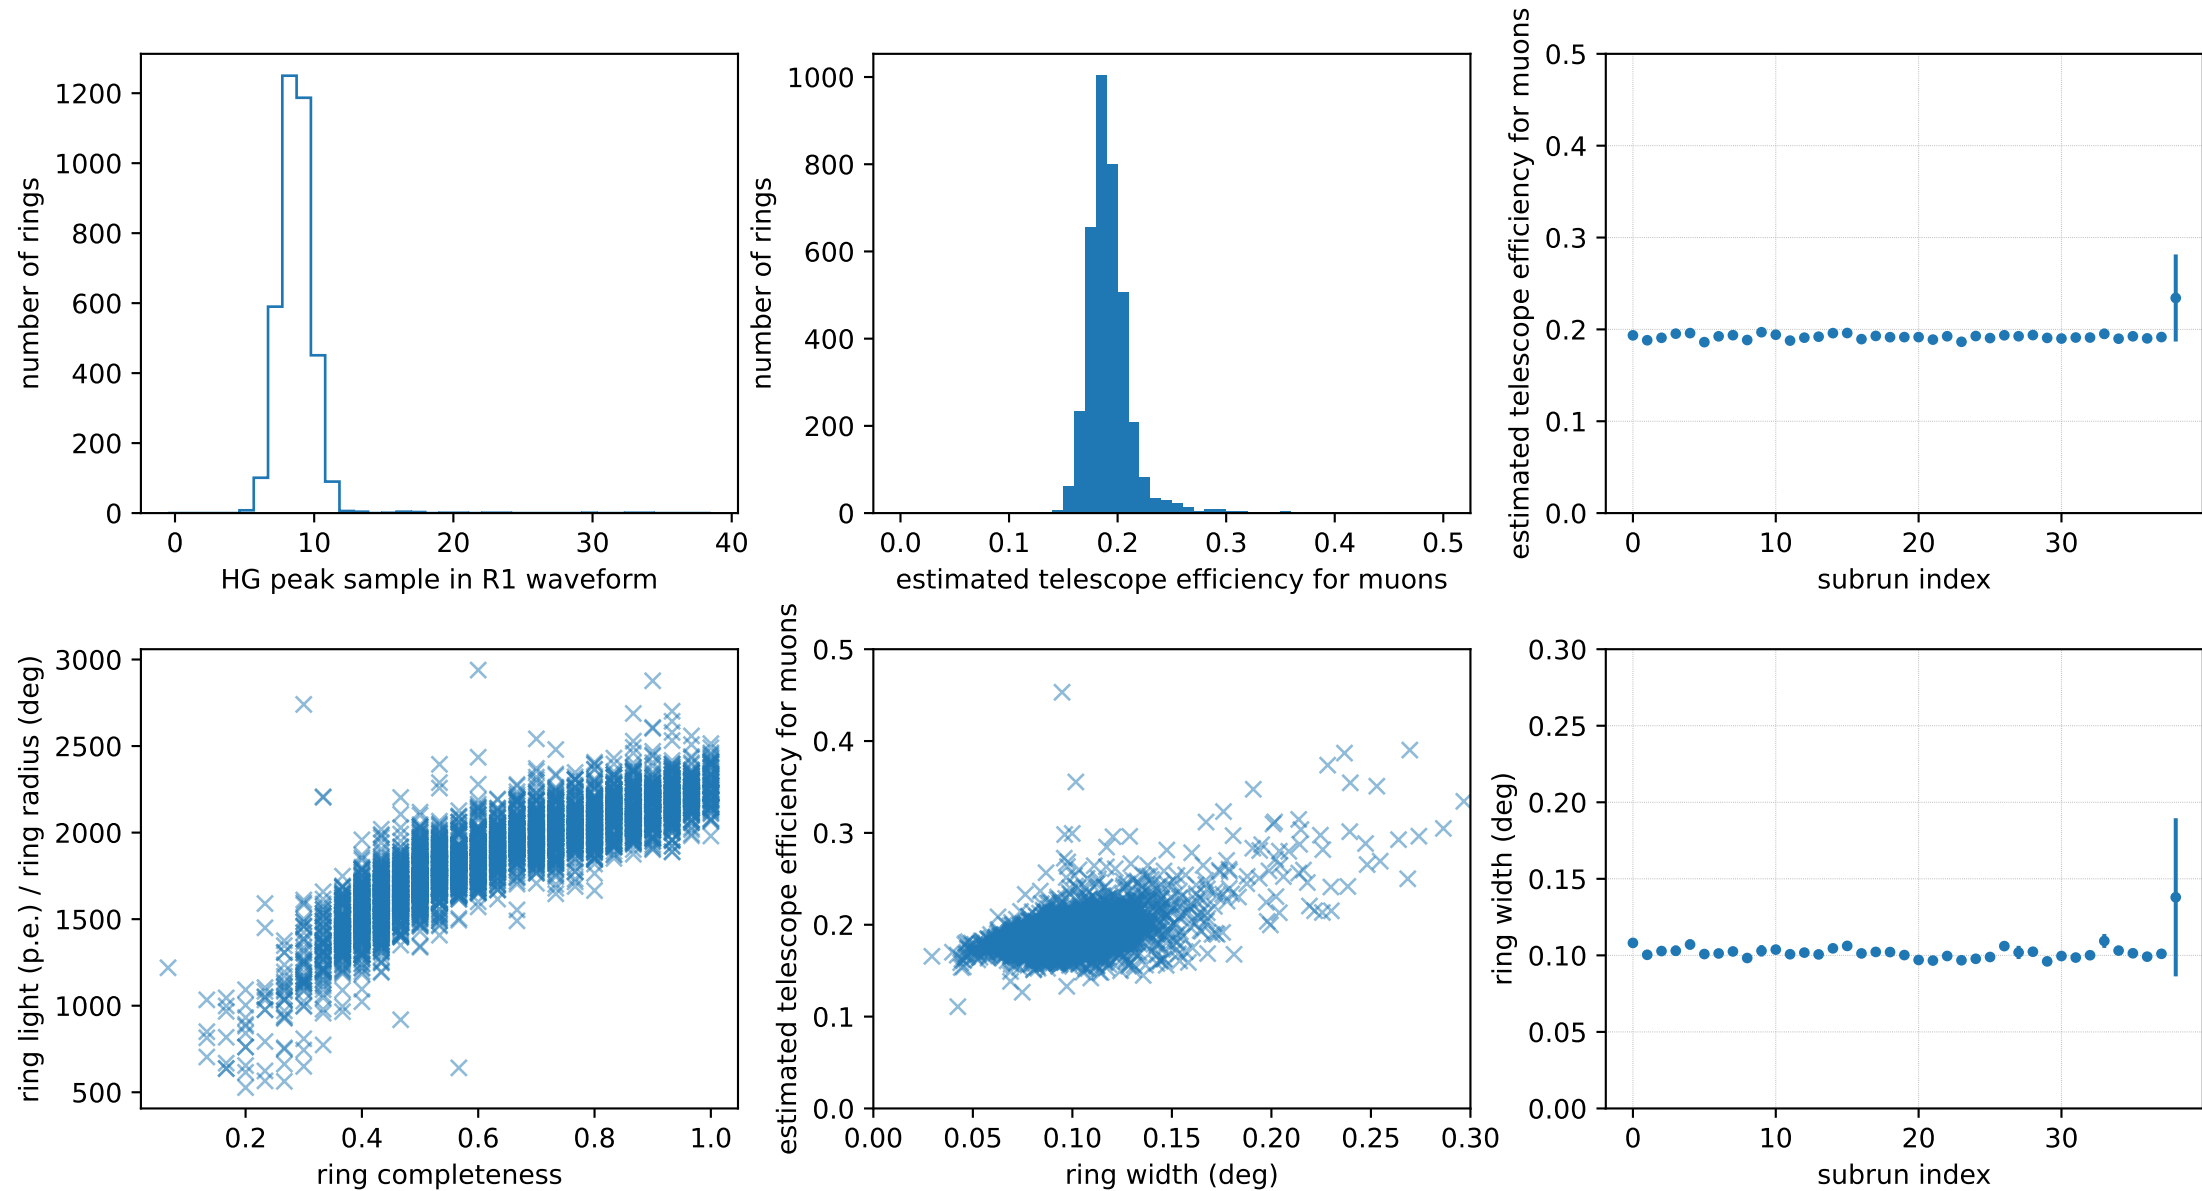 number of rings
1200
1000
800
600
400
200
0
0 10 20 30 40
HG peak sample in R1 waveform
number of rings
1000
800
600
400
200
0
0.0 0.1 0.2 0.3 0.4 0.5
estimated telescope efficiency for muons
estimated telescope efficiency for muons
0.5
0.4
0.3
0.2
0.1
0.0
0 10 20 30
subrun index
ring light (p.e.) / ring radius (deg)
3000
2500
2000
1500
1000
500
0.2 0.4 0.6 0.8 1.0
ring completeness
estimated telescope efficiency for muons
0.5
0.4
0.3
0.2
0.1
0.0
0.00 0.05 0.10 0.15 0.20 0.25 0.30
ring width (deg)
ring width (deg)
0.30
0.25
0.20
0.15
0.10
0.05
0.00
0 10 20 30
subrun index